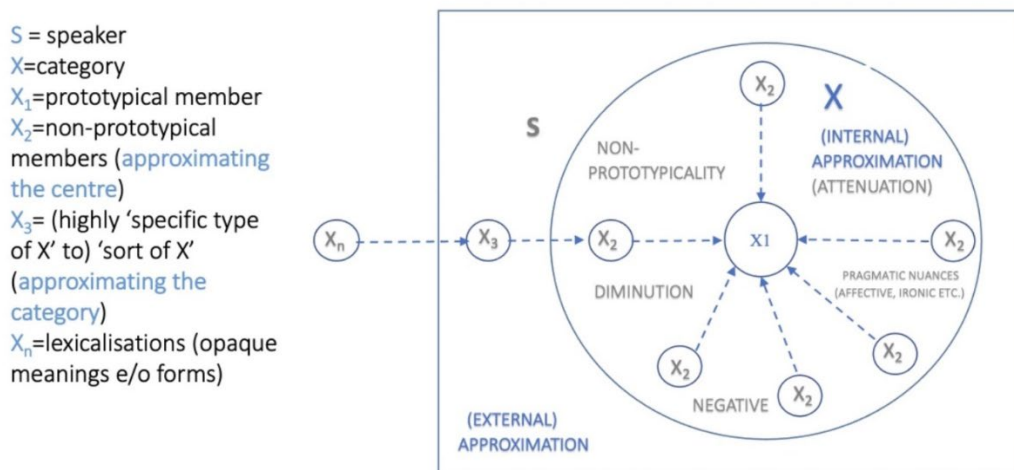 S = speaker
X=category
X1=prototypical member
X2=non-prototypical
members (approximating
the centre)
X3= (highly ‘specific type
of X’ to) ‘sort of X’
(approximating the
category)
Xn=lexicalisations (opaque
meanings e/o forms)
S
X
X2
NON-
PROTOTYPICALITY
(INTERNAL)
APPROXIMATION
(ATTENUATION)
Xn
X3
X2
X1
X2
DIMINUTION
PRAGMATIC NUANCES
(AFFECTIVE, IRONIC ETC.)
X2
X2
X2
NEGATIVE
(EXTERNAL)
APPROXIMATION